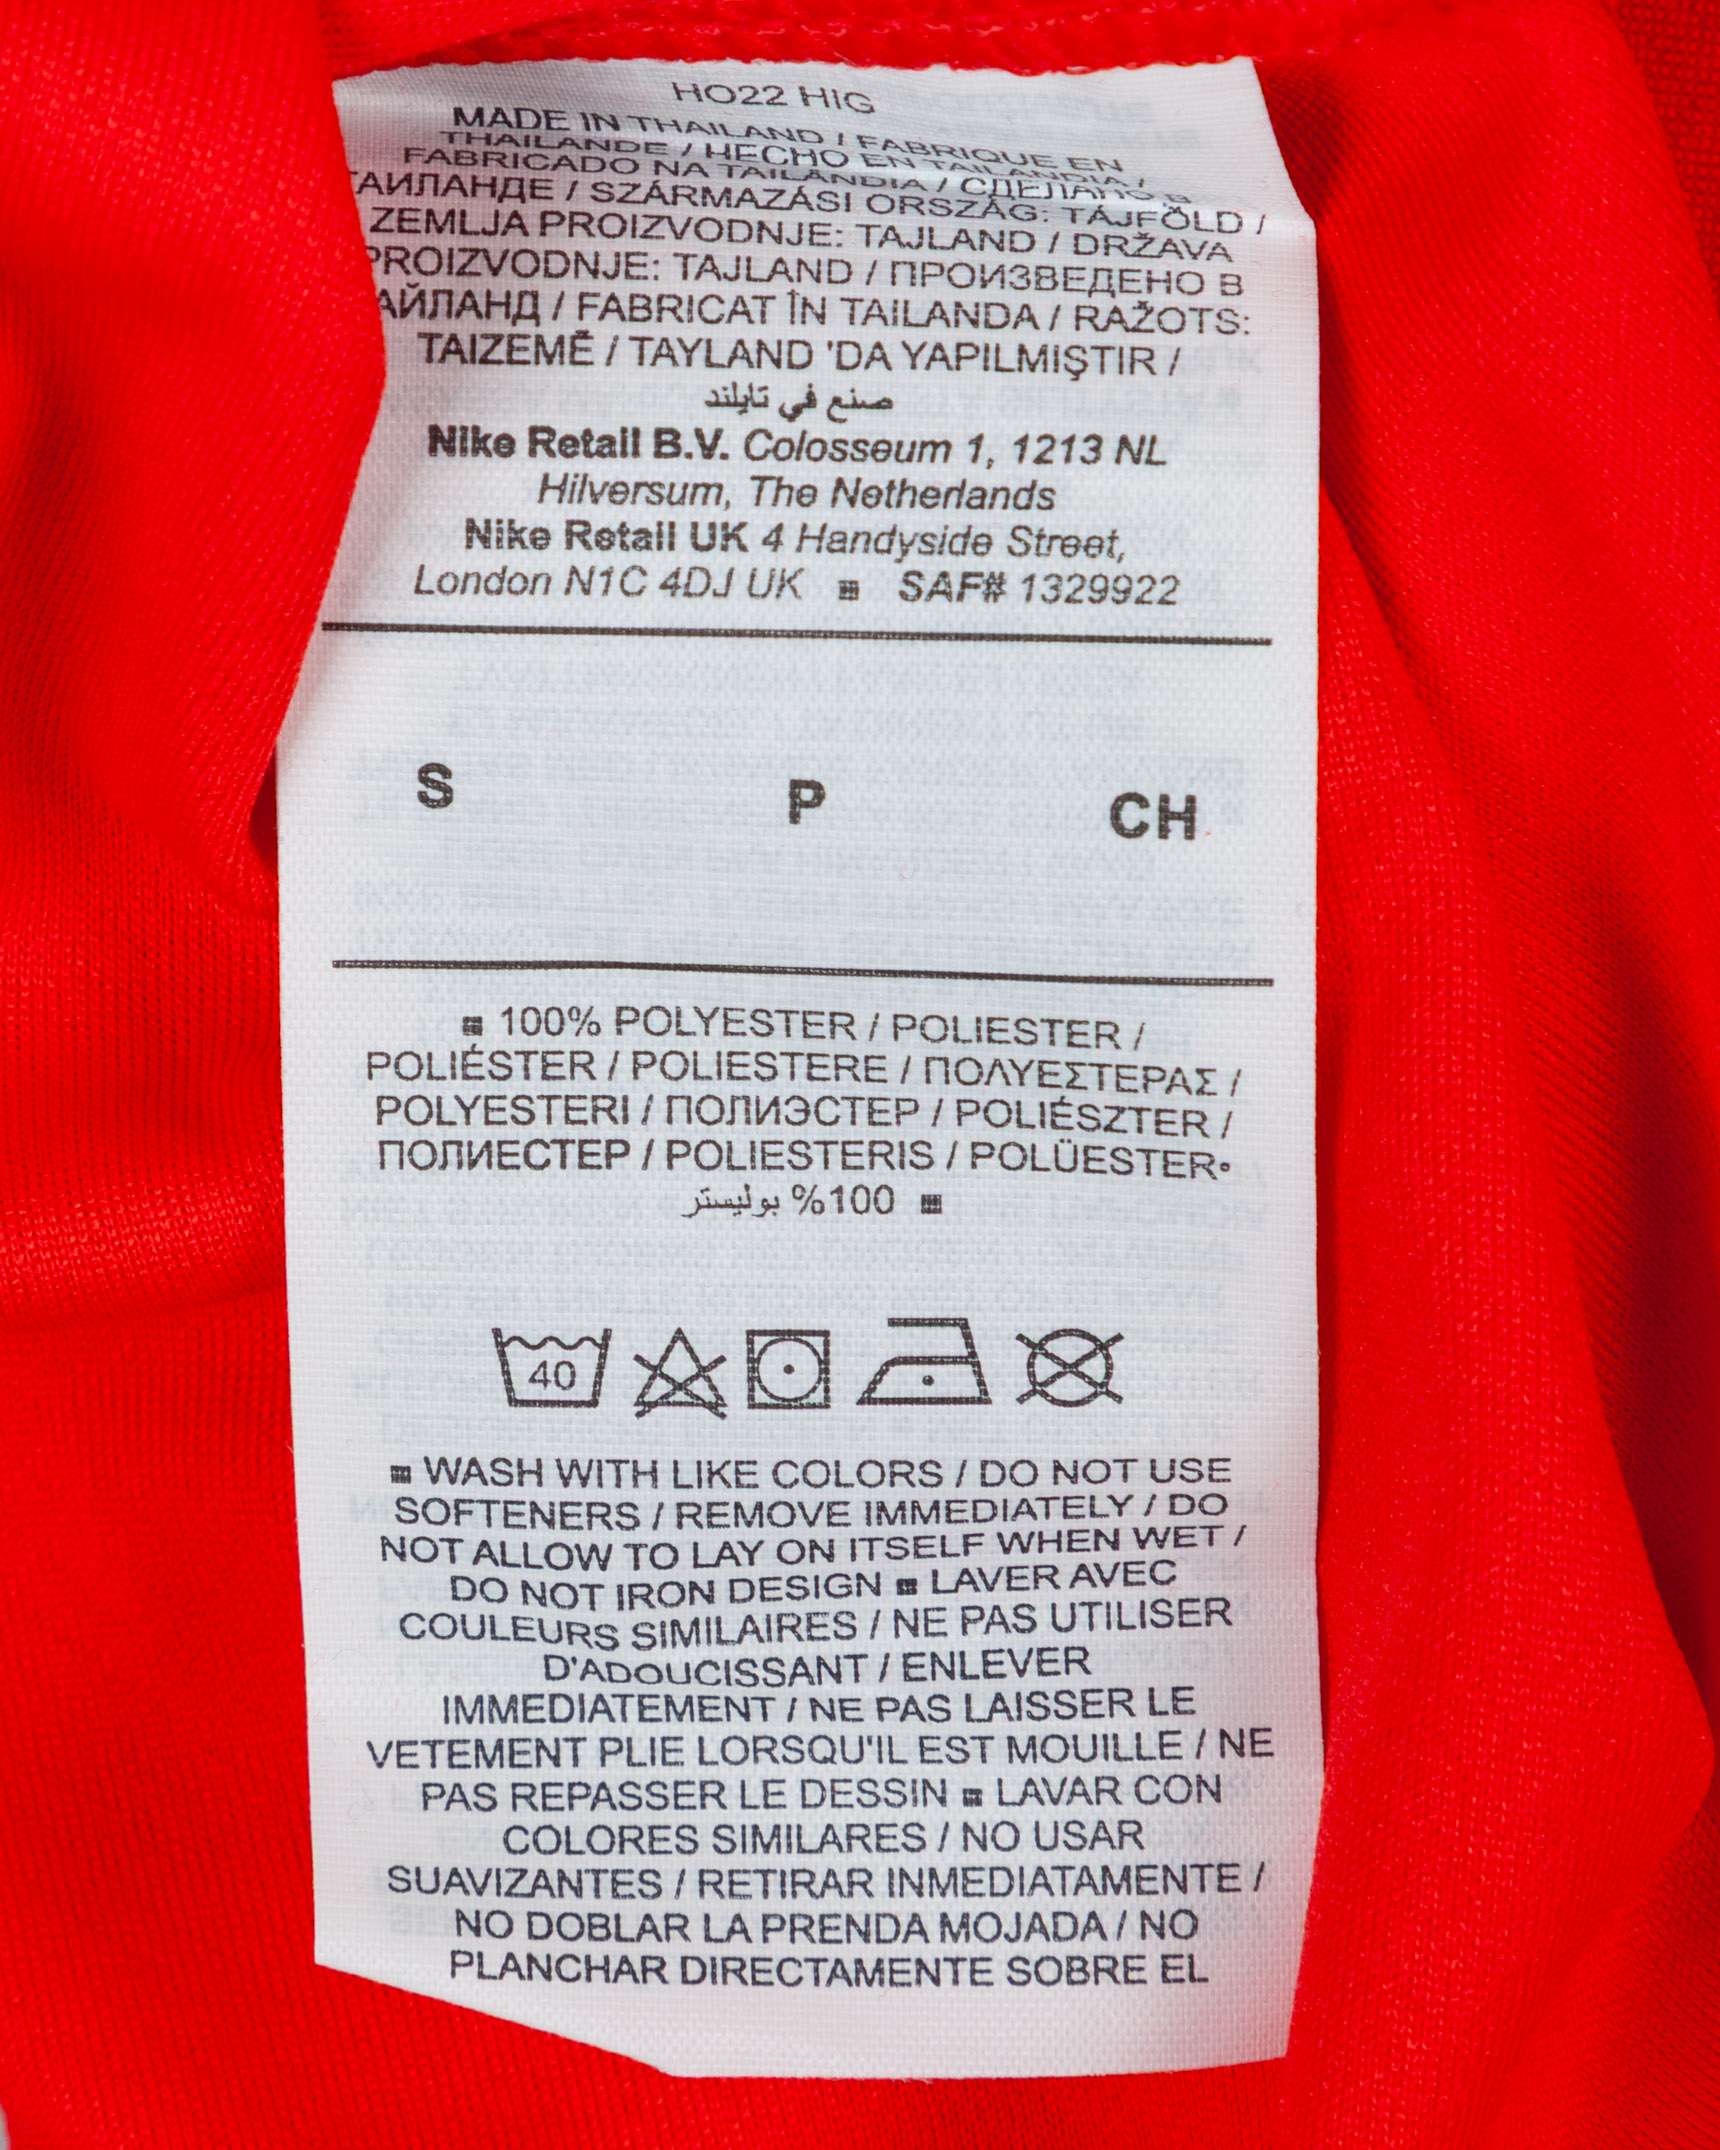 HO22 HIG
MADE IN THAILAND / FABRIQUE EN
THAILANDE / HECHO EN TAILANDIA /
FABRICADO NA TAILÂNDIA / СДЕЛАНО В
ТАИЛАНДЕ / SZÁRMAZÁSI ORSZÁG: TÁJFÖLD /
ZEMLJA PROIZVODNJE: TAJLAND / DRŽAVA
PROIZVODNJE: TAJLAND / ПРОИЗВЕДЕНО В
АЙЛАНД / FABRICAT ÎN TAILANDA / RAŽOTS:
TAIZEMĒ / TAYLAND 'DA YAPILMIŞTIR /
صنع في تايلند
Nike Retail B.V. Colosseum 1, 1213 NL
Hilversum, The Netherlands
Nike Retail UK 4 Handyside Street,
London N1C 4DJ UK SAF# 1329922
S P CH
100% POLYESTER / POLIESTER /
POLIÉSTER / POLIESTERE / ΠΟΛΥΕΣΤΕΡΑΣ /
POLYESTERI / ПОЛИЭСТЕР / POLIÉSZTER /
ПОЛИЕСТЕР / POLIESTERIS / POLÜESTER•
100% بوليستر
40
WASH WITH LIKE COLORS / DO NOT USE
SOFTENERS / REMOVE IMMEDIATELY / DO
NOT ALLOW TO LAY ON ITSELF WHEN WET /
DO NOT IRON DESIGN LAVER AVEC
COULEURS SIMILAIRES / NE PAS UTILISER
D'ADOUCISSANT / ENLEVER
IMMEDIATEMENT / NE PAS LAISSER LE
VETEMENT PLIE LORSQU'IL EST MOUILLE / NE
PAS REPASSER LE DESSIN LAVAR CON
COLORES SIMILARES / NO USAR
SUAVIZANTES / RETIRAR INMEDIATAMENTE /
NO DOBLAR LA PRENDA MOJADA / NO
PLANCHAR DIRECTAMENTE SOBRE EL